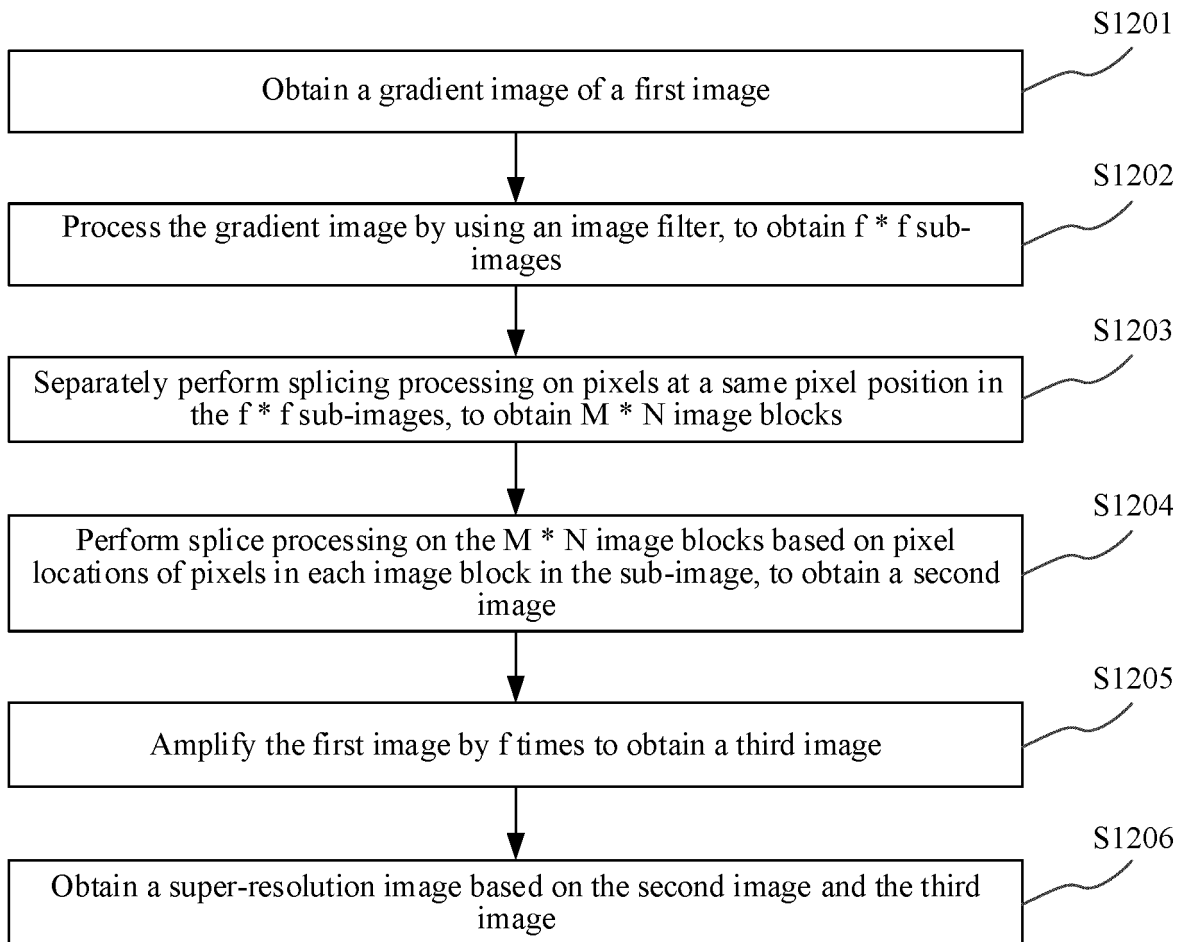 S1201
Obtain a gradient image of a first image
S1202
Process the gradient image by using an image filter, to obtain f * f sub-
images
S1203
Separately perform splicing processing on pixels at a same pixel position in
the f * f sub-images, to obtain M * N image blocks
S1204
Perform splice processing on the M * N image blocks based on pixel
locations of pixels in each image block in the sub-image, to obtain a second
image
S1205
Amplify the first image by f times to obtain a third image
S1206
Obtain a super-resolution image based on the second image and the third
image